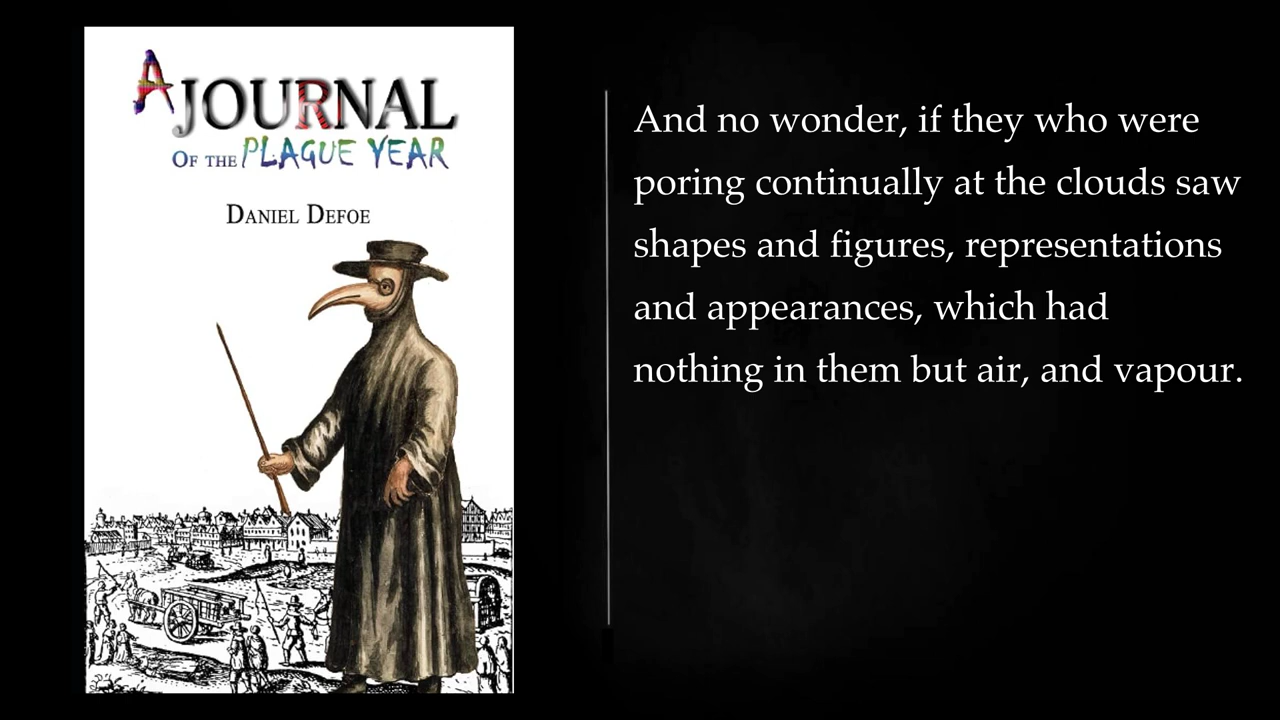 A JOURNAL
OF THE PLAGUE YEAR
DANIEL DEFOE
And no wonder, if they who were
poring continually at the clouds saw
shapes and figures, representations
and appearances, which had
nothing in them but air, and vapour.